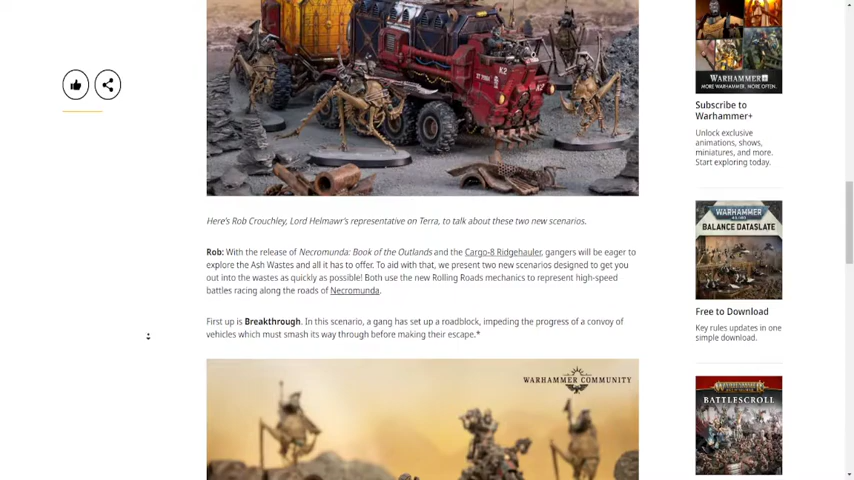 K2
WARHAMMER+
MORE WARHAMMER. MORE OFTEN.
Subscribe to
Warhammer+
Unlock exclusive
animations, shows,
miniatures, and more.
Start exploring today.
Here's Rob Crouchley, Lord Helmawr's representative on Terra, to talk about these two new scenarios.
Rob: With the release of Necromunda: Book of the Outlands and the Cargo-8 Ridgehauler, gangers will be eager to
explore the Ash Wastes and all it has to offer. To aid with that, we present two new scenarios designed to get you
out into the wastes as quickly as possible! Both use the new Rolling Roads mechanics to represent high-speed
battles racing along the roads of Necromunda.
First up is Breakthrough. In this scenario, a gang has set up a roadblock, impeding the progress of a convoy of
vehicles which must smash its way through before making their escape.*
WARHAMMER COMMUNITY
WARHAMMER
BALANCE DATASLATE
Free to Download
Key rules updates in one
simple download.
WARHAMMER
BATTLESCROLL